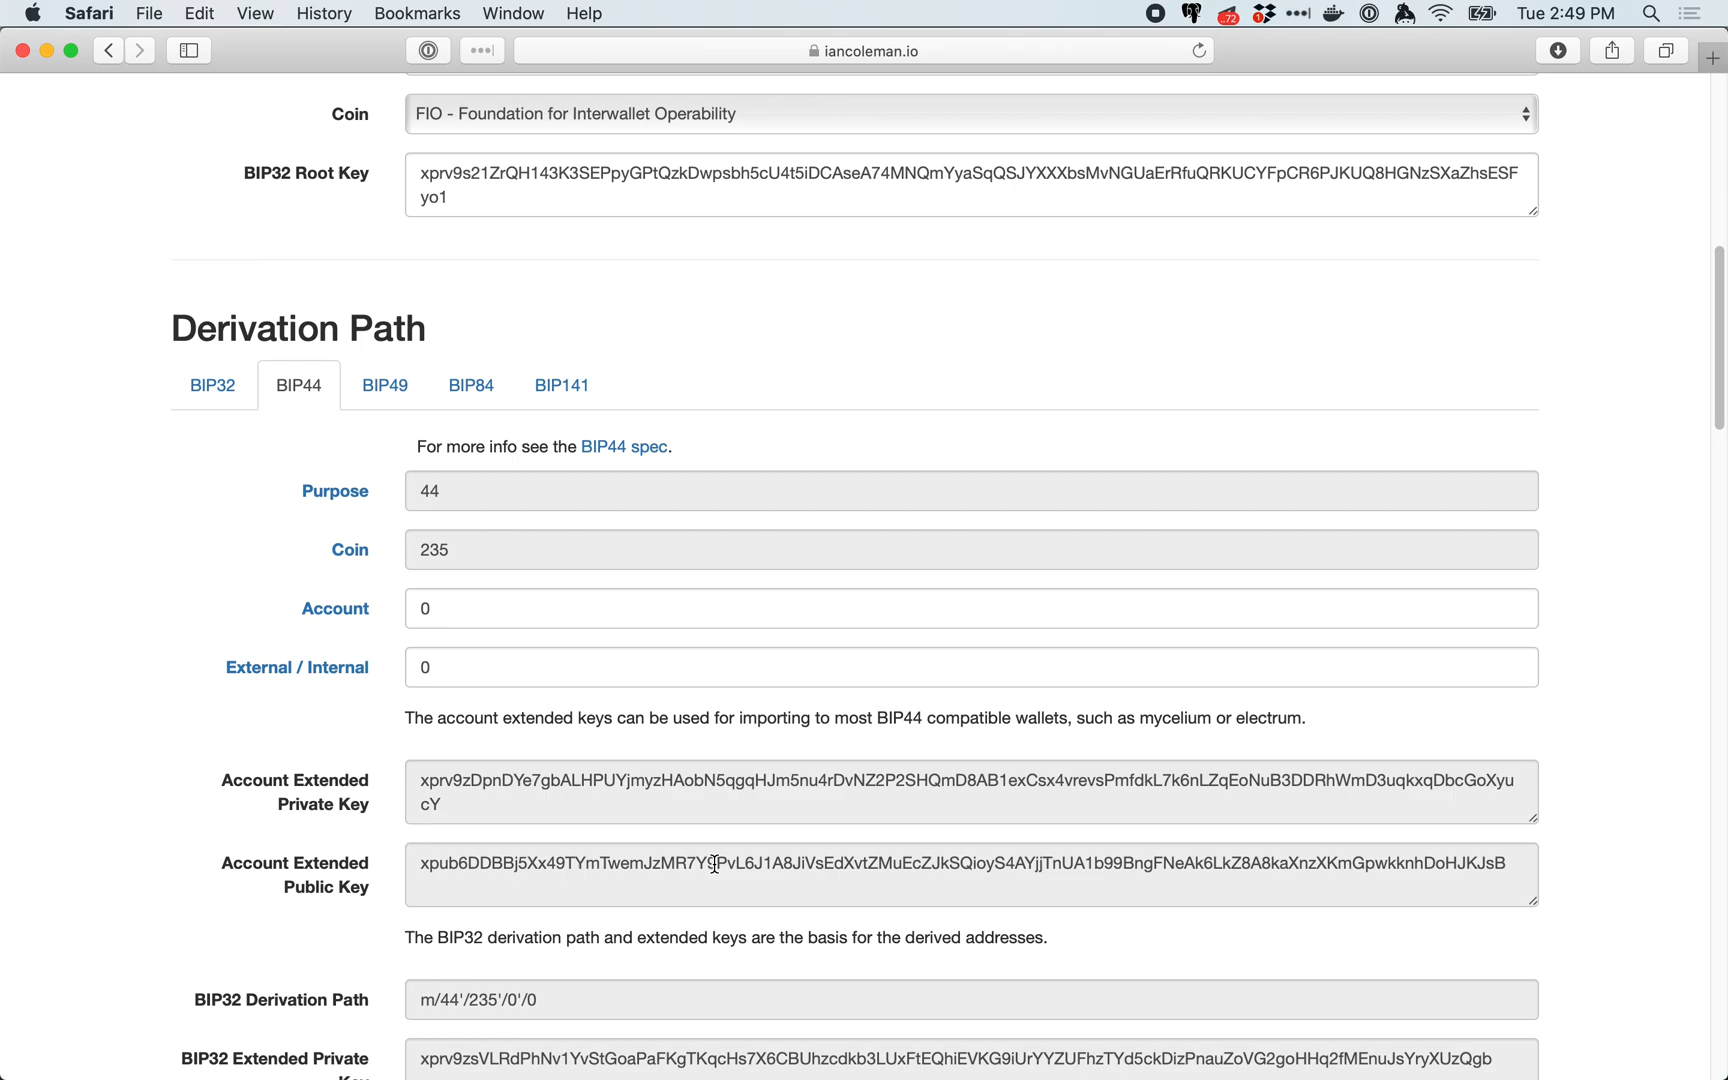 Safari File Edit View History Bookmarks Window Help 72 1 Tue 2:49 PM
iancoleman.io
Coin FIO - Foundation for Interwallet Operability
BIP32 Root Key xprv9s21ZrQH143K3SEPpyGPtQzkDwpsbh5cU4t5iDCAseA74MNQmYyaSqQSJYXXXbsMvNGUaErRfuQRKUCYFpCR6PJKUQ8HGNzSXaZhsESF
yo1
Derivation Path
BIP32 BIP44 BIP49 BIP84 BIP141
For more info see the BIP44 spec.
Purpose 44
Coin 235
Account 0
External / Internal 0
The account extended keys can be used for importing to most BIP44 compatible wallets, such as mycelium or electrum.
Account Extended xprv9zDpnDYe7gbALHPUYjmyzHAobN5qgqHJm5nu4rDvNZ2P2SHQmD8AB1exCsx4vrevsPmfdkL7k6nLZqEoNuB3DDRhWmD3uqkxqDbcGoXyu
Private Key cY
Account Extended
Public Key
The BIP32 derivation path and extended keys are the basis for the derived addresses.
BIP32 Derivation Path m/44'/235'/0'/0
BIP32 Extended Private xprv9zsVLRdPhNv1YvStGoaPaFKgTKqcHs7X6CBUhzcdkb3LUxFtEQhiEVKG9iUrYYZUFhzTYd5ckDizPnauZoVG2goHHq2fMEnuJsYryXUzQgb